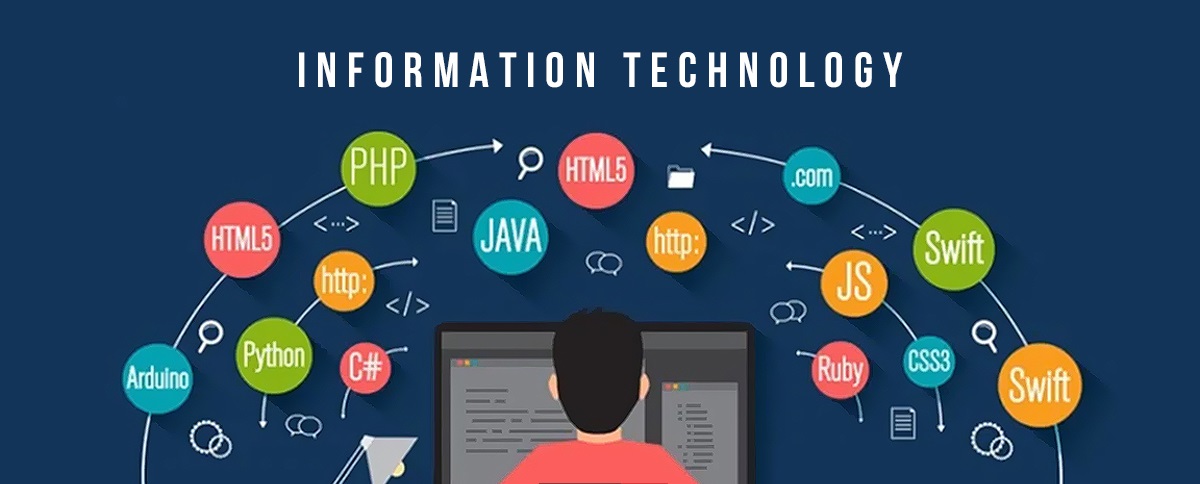 INFORMATION TECHNOLOGY
PHP
HTML5
.com
HTML5
JAVA
http:
Swift
http:
JS
Python
C#
Ruby
CSS3
Arduino
Swift